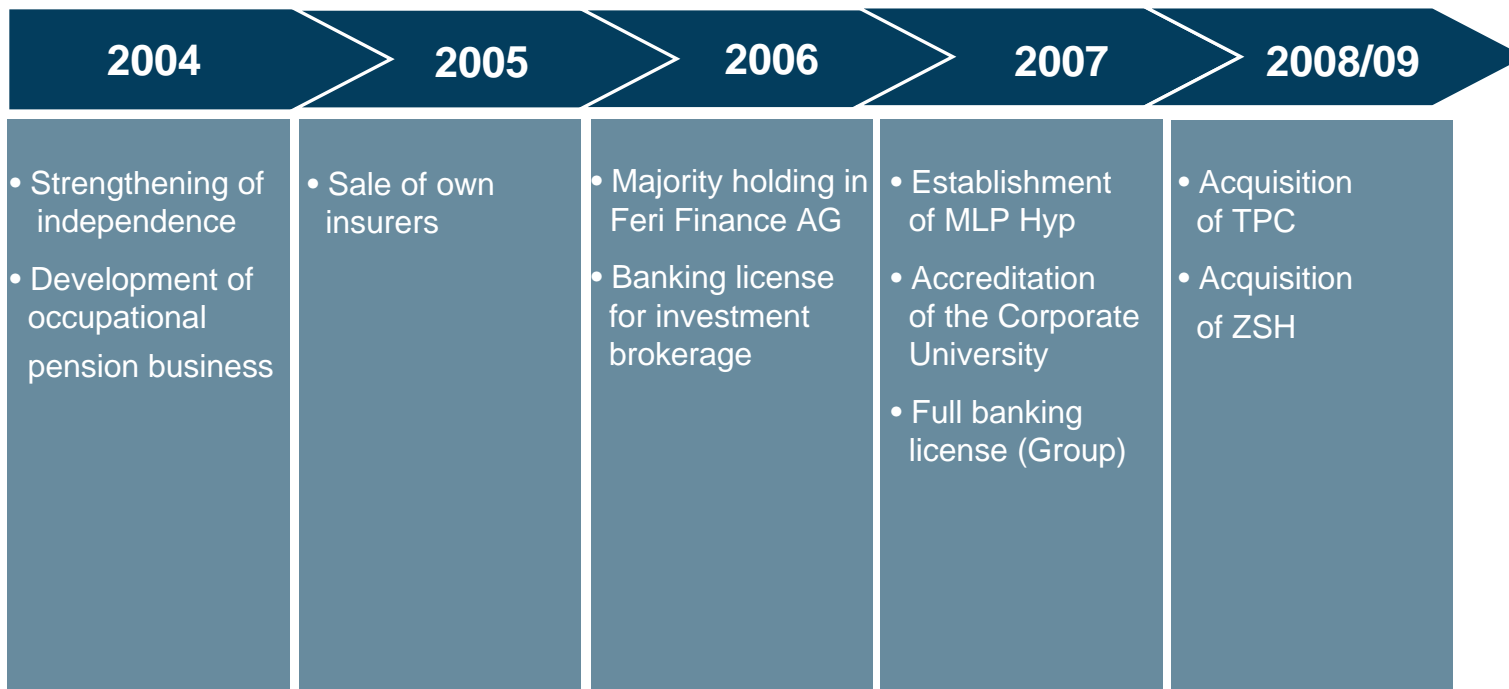 2004
2005
2006
2007
2008/09
• Strengthening of
independence
• Development of
occupational
pension business
• Sale of own
insurers
• Majority holding in
Feri Finance AG
• Banking license
for investment
brokerage
• Establishment
of MLP Hyp
• Accreditation
of the Corporate
University
• Full banking
license (Group)
• Acquisition
of TPC
• Acquisition
of ZSH